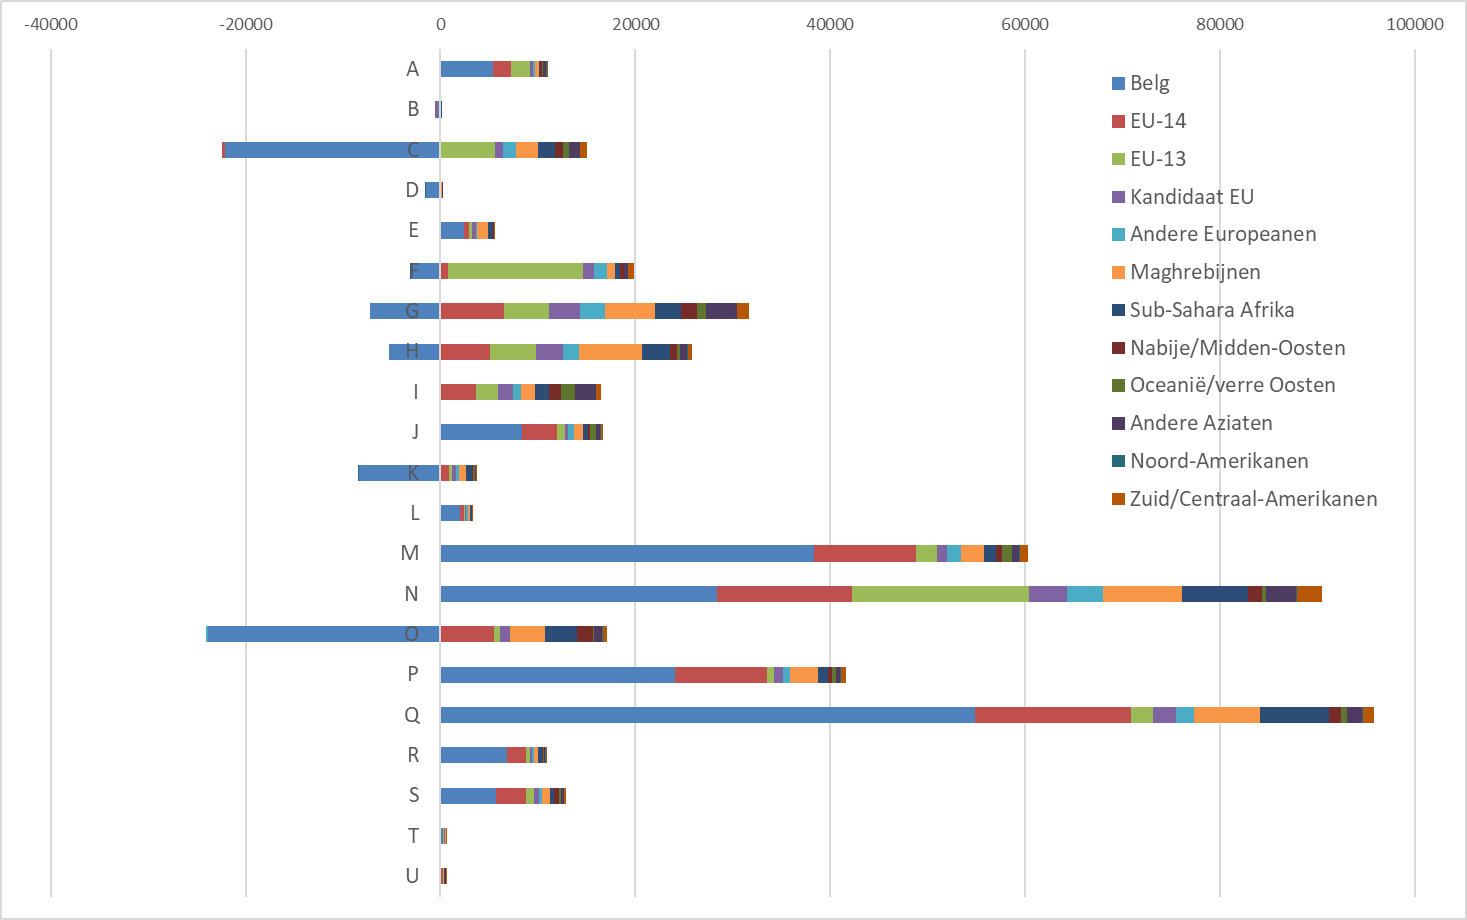 -40000 -20000 0 20000 40000 60000 80000 100000
A
B
C
D
E
F
G
H
I
J
K
L
M
N
O
P
Q
R
S
T
U
Belg
EU-14
EU-13
Kandidaat EU
Andere Europeanen
Maghrebijnen
Sub-Sahara Afrika
Nabije/Midden-Oosten
Oceanië/verre Oosten
Andere Aziaten
Noord-Amerikanen
Zuid/Centraal-Amerikanen